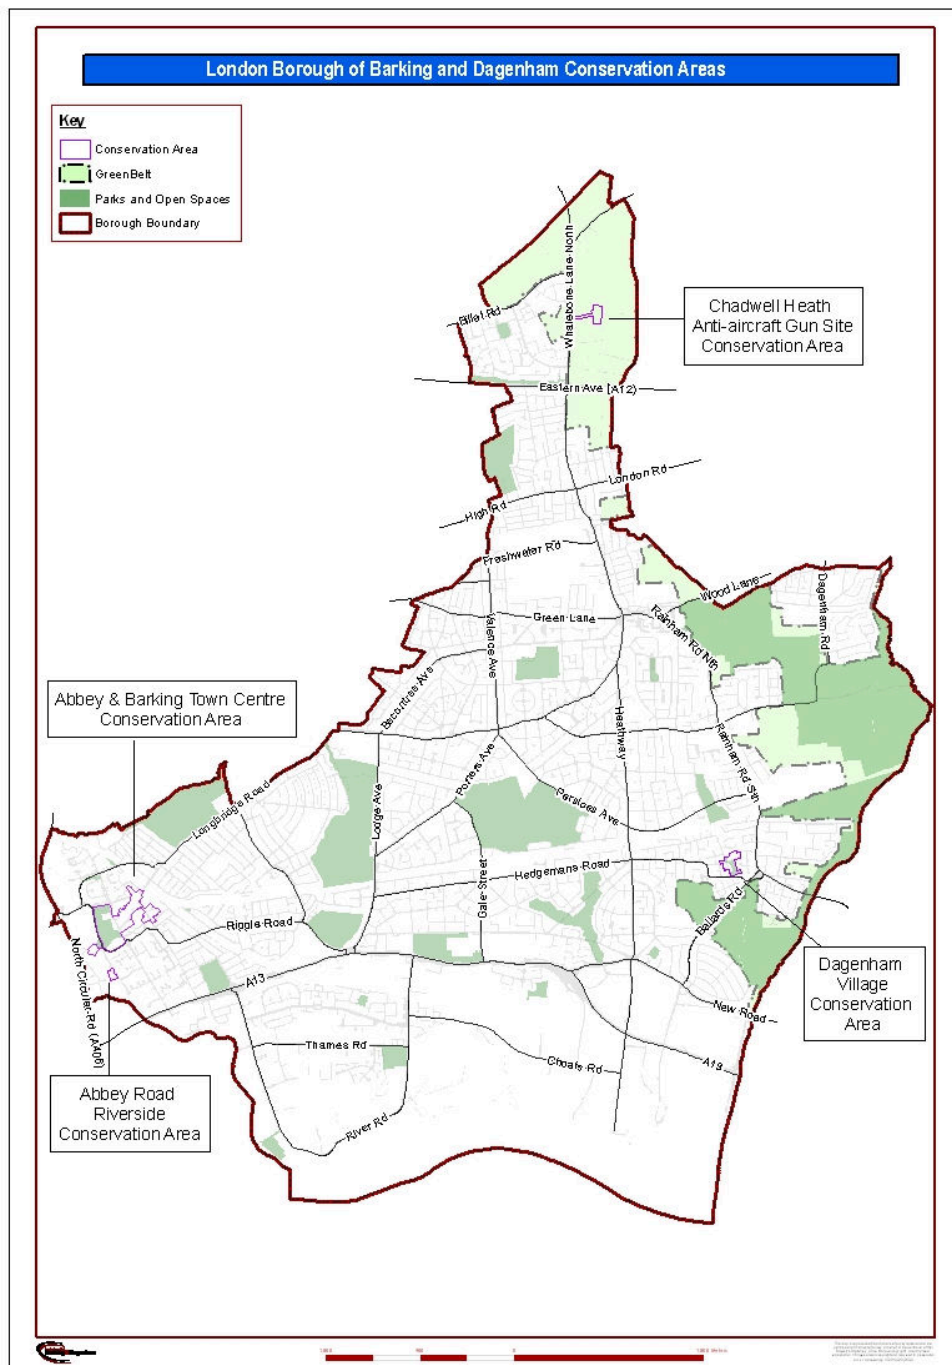 London Borough of Barking and Dagenham Conservation Areas
Key
Conservation Area
GreenBelt
Parks and Open Spaces
Borough Boundary
Whalebone Lane North
Billet Rd
Chadwell Heath
Anti-aircraft Gun Site
Conservation Area
Eastern Ave (A12)
London Rd
High Rd
Freshwater Rd
Wood Lane
Dagenham Rd
Green Lane
Rainham Rd Nth
Valence Ave
Becontree Ave
Abbey & Barking Town Centre
Conservation Area
Heathway
Rainham Rd Sth
Porters Ave
Longbridge Road
Lodge Ave
Parsloes Ave
Hedgemans Road
Gale Street
Ballards Rd
Ripple Road
North Circular Rd (A406)
A13
Dagenham
Village
Conservation
Area
New Road
Thames Rd
Choats Rd
A13
Abbey Road
Riverside
Conservation Area
River Rd